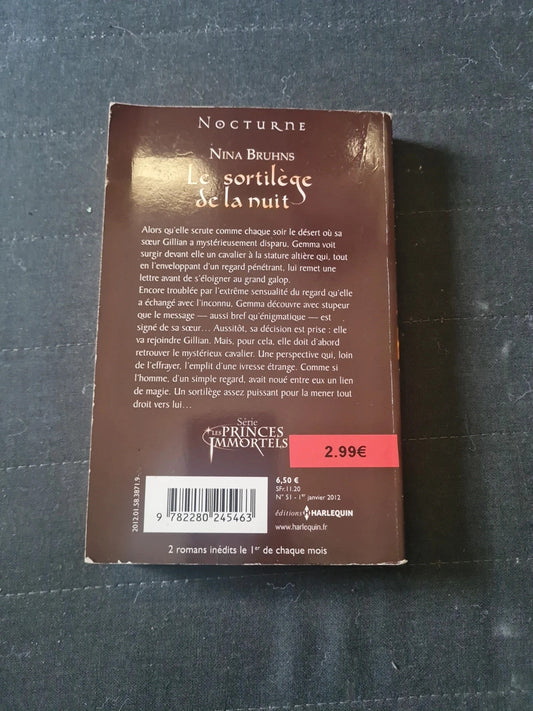 NOCTURNE
NINA BRUHNS
Le sortilège
de la nuit
Alors qu'elle scrute comme chaque soir le désert où sa
sœur Gillian a mystérieusement disparu, Gemma voit
surgir devant elle un cavalier à la stature altière qui, tout
en l'enveloppant d'un regard pénétrant, lui remet une
lettre avant de s'éloigner au grand galop.
Encore troublée par l'extrême sensualité du regard qu'elle
a échangé avec l'inconnu, Gemma découvre avec stupeur
que le message — aussi bref qu'énigmatique — est
signé de sa sœur... Aussitôt, sa décision est prise : elle
va rejoindre Gillian. Mais, pour cela, elle doit d'abord
retrouver le mystérieux cavalier. Une perspective qui, loin
de l'effrayer, l'emplit d'une ivresse étrange. Comme si
l'homme, d'un simple regard, avait noué entre eux un lien
de magie. Un sortilège assez puissant pour la mener tout
droit vers lui...
Série
LES PRINCES
IMMORTELS
2.99€
2012.01.58.3871.9
9 782280 245463
6,50 €
SFr.11.20
N° 51 - 1er janvier 2012
éditions HARLEQUIN
www.harlequin.fr
2 romans inédits le 1er de chaque mois